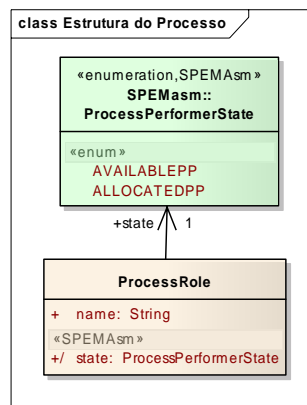 class Estrutura do Processo
«enumeration,SPEMAsm»
SPEMasm::
ProcessPerformerState
«enum»
AVAILABLEPP
ALLOCATEDPP
+state 1
ProcessRole
+ name: String
«SPEMAsm»
+/ state: ProcessPerformerState